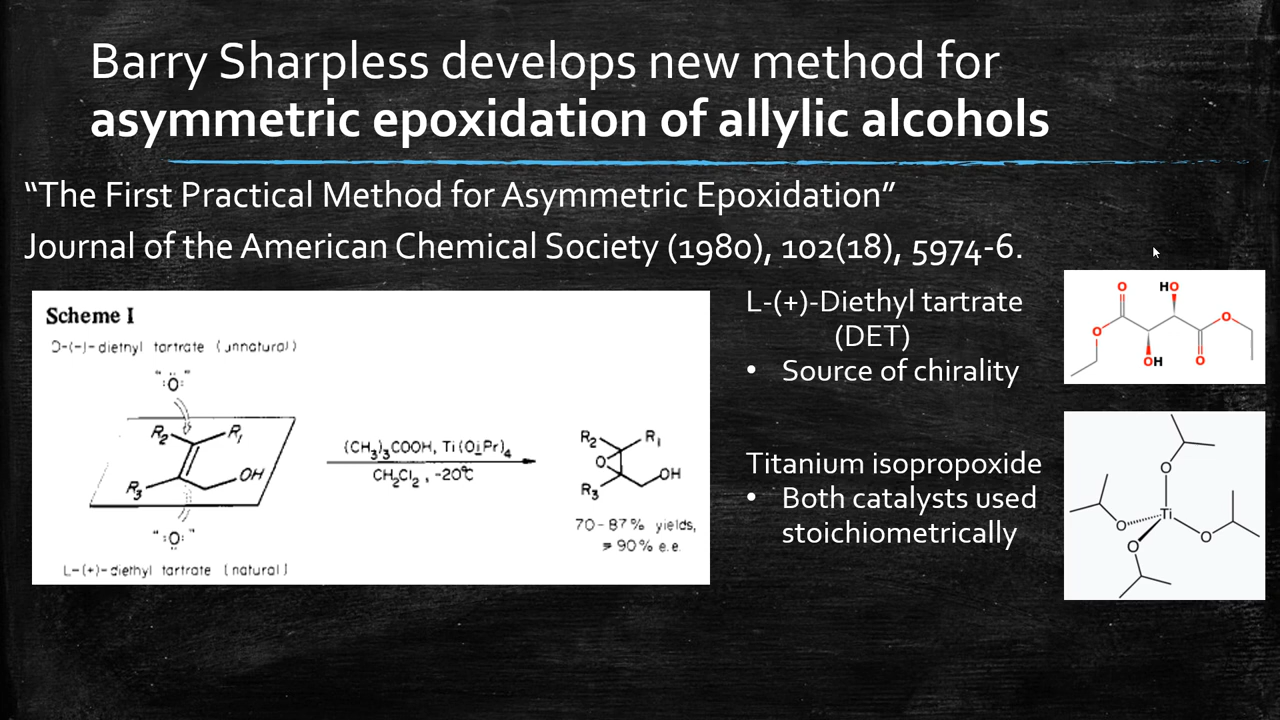 Barry Sharpless develops new method for
asymmetric epoxidation of allylic alcohols
“The First Practical Method for Asymmetric Epoxidation”
Journal of the American Chemical Society (1980), 102(18), 5974-6.
Scheme I
D-(-)-diethyl tartrate (unnatural)
":Ö:"
R₂ R₁
R₃ OH
":O:"
L-(+)-diethyl tartrate (natural)
(CH₃)₃COOH, Ti(OiPr)₄
CH₂Cl₂, -20°C
R₂ R₁
O
R₃ OH
70-87% yields,
≥90% e.e.
L-(+)-Diethyl tartrate
(DET)
• Source of chirality
O HO
O O
OH O
Titanium isopropoxide
• Both catalysts used
stoichiometrically
O
Ti
O O
O